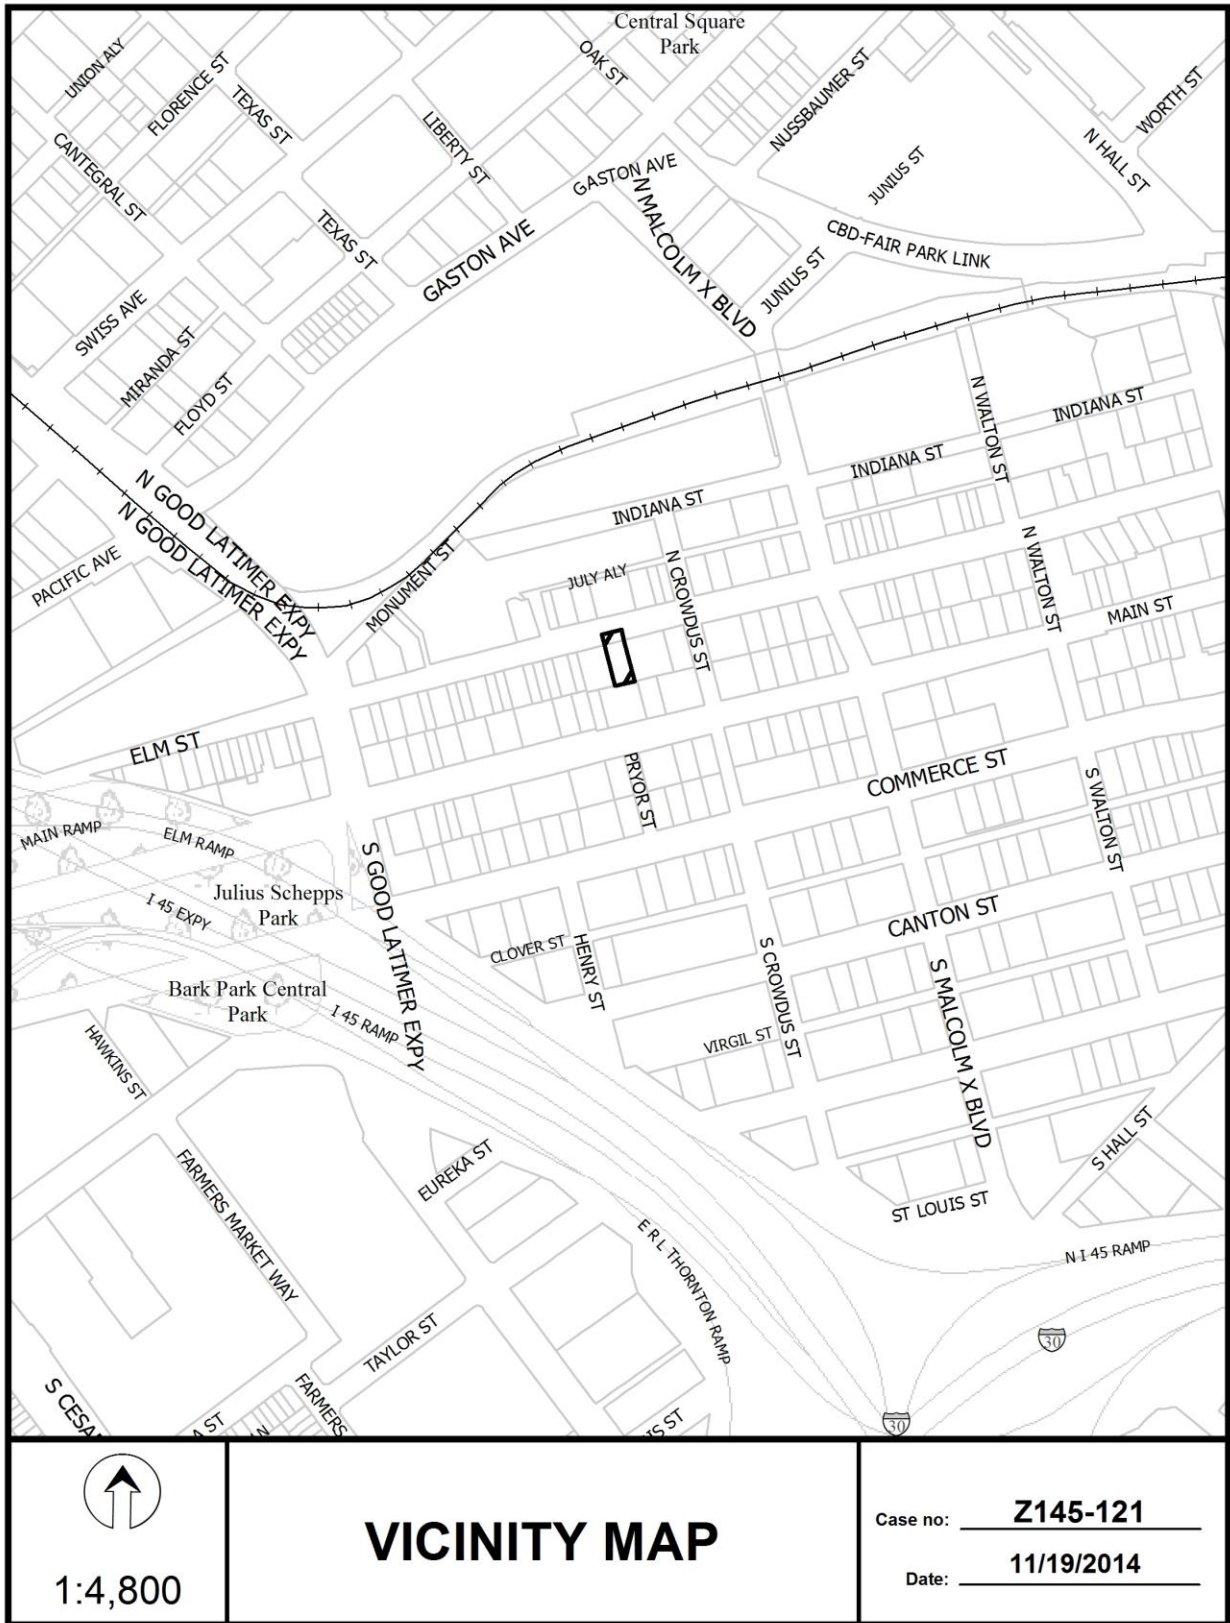 Central Square
Park
UNION ALY
FLORENCE ST
TEXAS ST
OAK ST
NUSSBAUMER ST
WORTH ST
CANTEGRAL ST
LIBERTY ST
N HALL ST
GASTON AVE
JUNIUS ST
N MALCOLM X BLVD
TEXAS ST
GASTON AVE
CBD-FAIR PARK LINK
JUNIUS ST
SWISS AVE
MIRANDA ST
FLOYD ST
N WALTON ST
INDIANA ST
INDIANA ST
N GOOD LATIMER EXPY
N GOOD LATIMER EXPY
INDIANA ST
PACIFIC AVE
MONUMENT ST
JULY ALY
N CROWDUS ST
N WALTON ST
MAIN ST
ELM ST
PRYOR ST
COMMERCE ST
S WALTON ST
MAIN RAMP
ELM RAMP
S GOOD LATIMER EXPY
Julius Schepps
Park
I 45 EXPY
CANTON ST
CLOVER ST
HENRY ST
S CROWDUS ST
S MALCOLM X BLVD
Bark Park Central
Park
I 45 RAMP
HAWKINS ST
VIRGIL ST
S HALL ST
EUREKA ST
FARMERS MARKET WAY
ST LOUIS ST
E R L THORNTON RAMP
N I 45 RAMP
TAYLOR ST
30
S CESA
FARMERS
A ST
IS ST
30
1:4,800
VICINITY MAP
Case no: Z145-121
Date: 11/19/2014